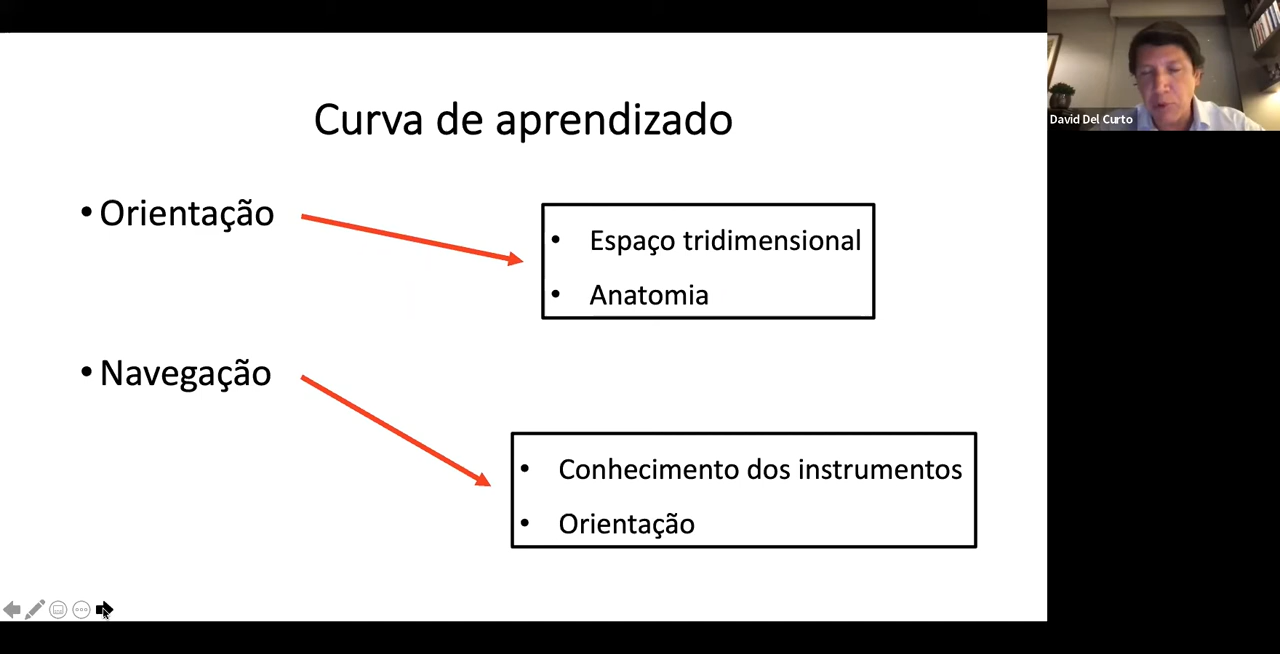 Curva de aprendizado
• Orientação
• Espaço tridimensional
• Anatomia
• Navegação
• Conhecimento dos instrumentos
• Orientação
David Del Curto